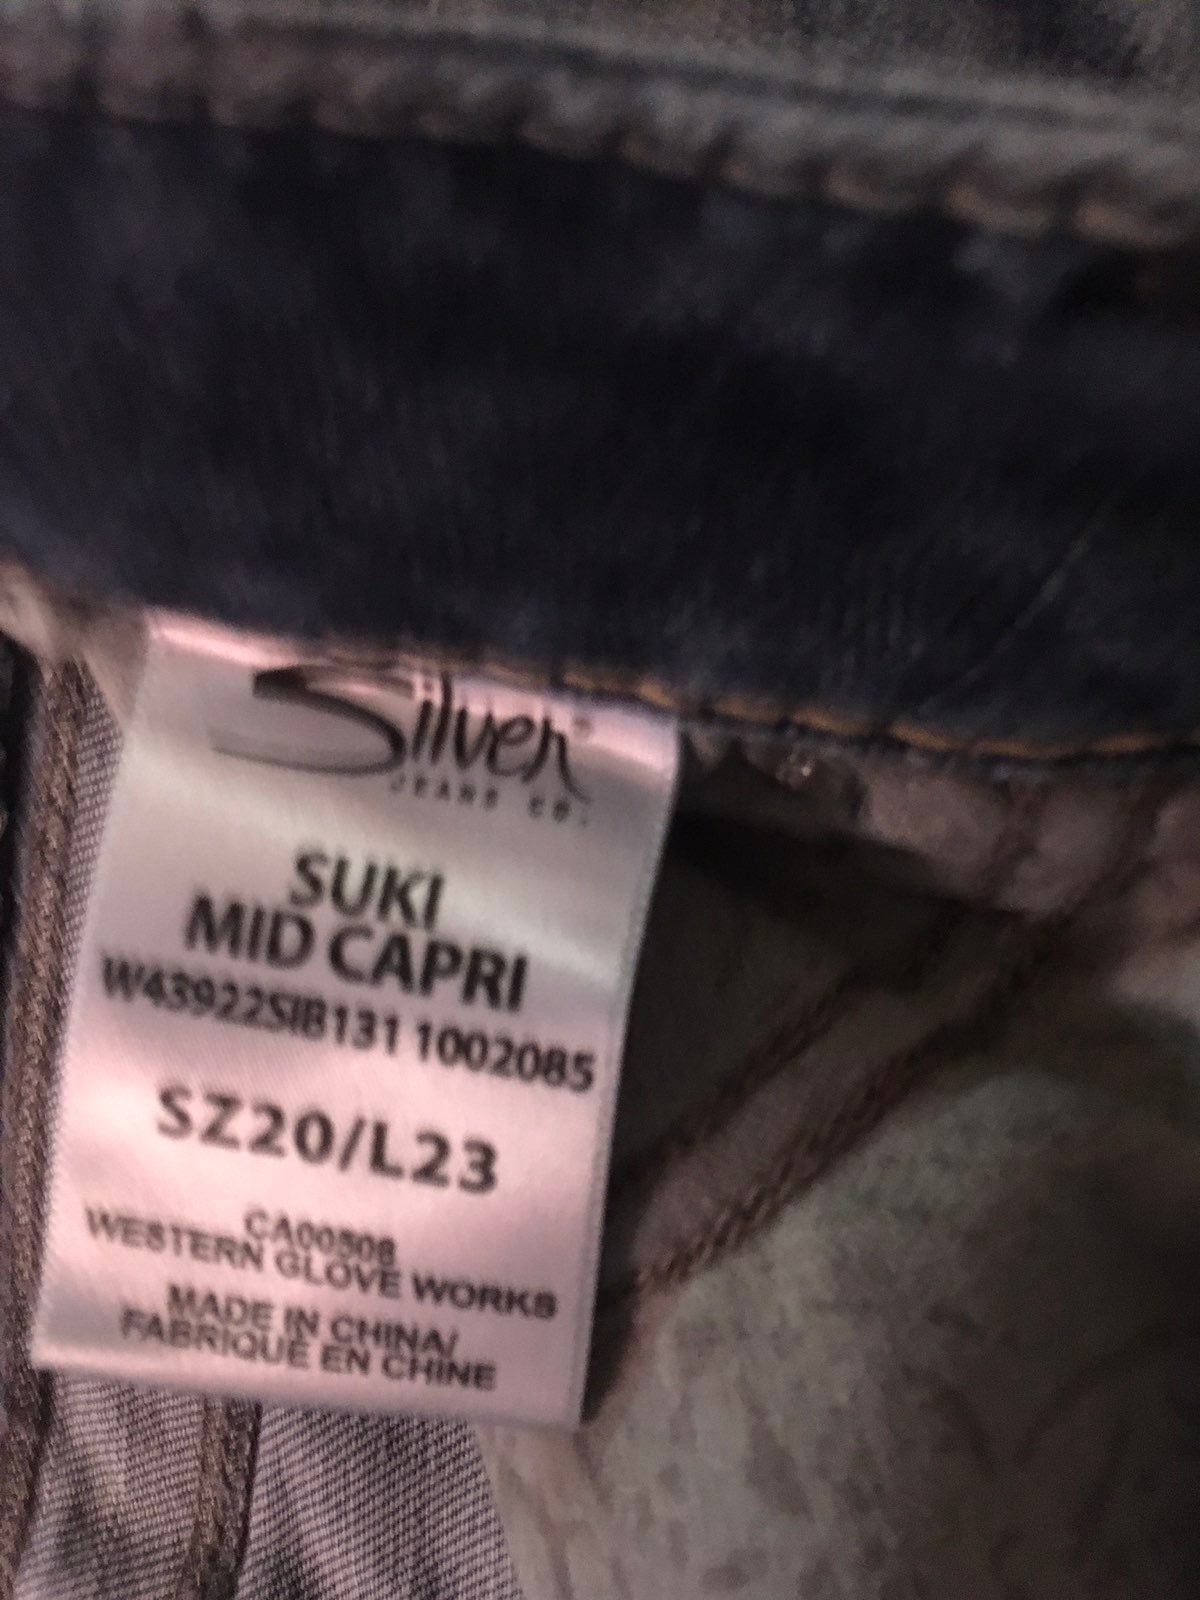 Silver
JEANS CO.
SUKI
MID CAPRI
W43922SIB131 1002085
SZ20/L23
CA00508
WESTERN GLOVE WORKS
MADE IN CHINA/
FABRIQUE EN CHINE